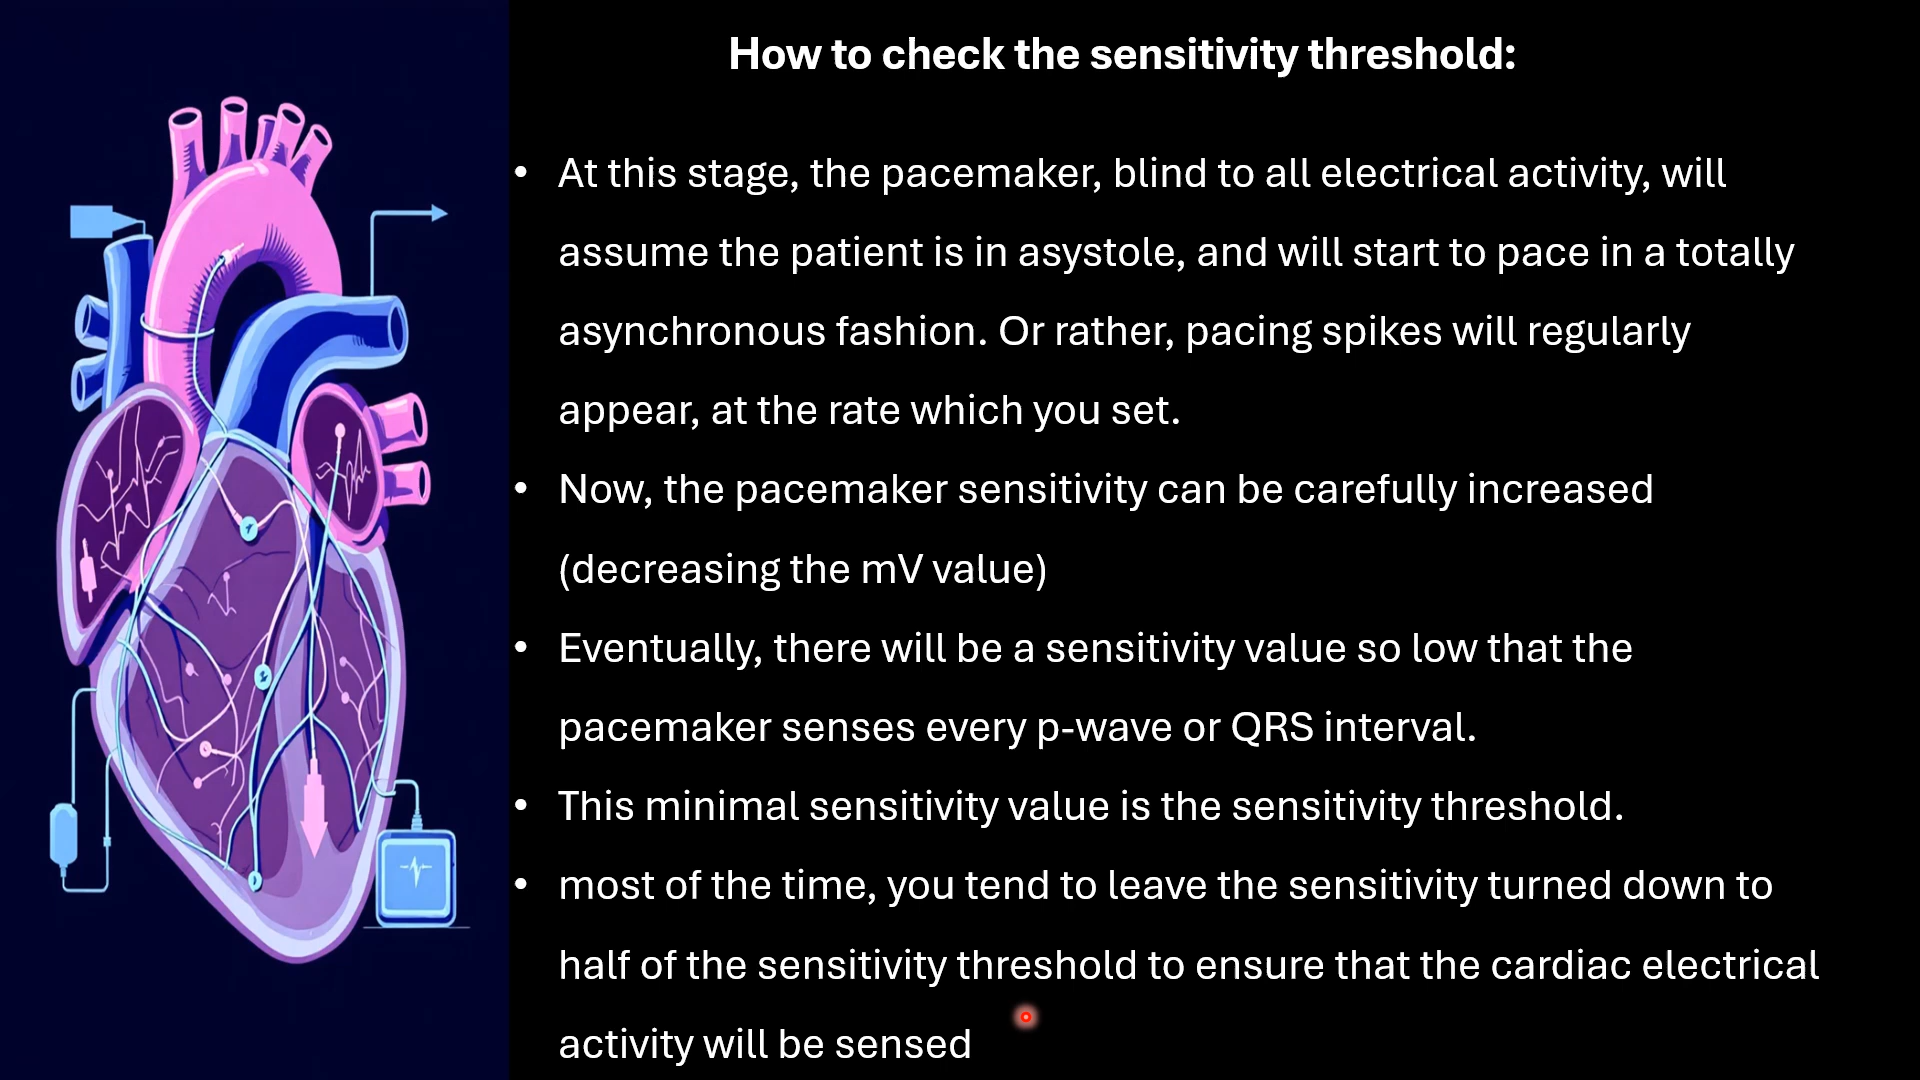 How to check the sensitivity threshold:
• At this stage, the pacemaker, blind to all electrical activity, will
assume the patient is in asystole, and will start to pace in a totally
asynchronous fashion. Or rather, pacing spikes will regularly
appear, at the rate which you set.
• Now, the pacemaker sensitivity can be carefully increased
(decreasing the mV value)
• Eventually, there will be a sensitivity value so low that the
pacemaker senses every p-wave or QRS interval.
• This minimal sensitivity value is the sensitivity threshold.
• most of the time, you tend to leave the sensitivity turned down to
half of the sensitivity threshold to ensure that the cardiac electrical
activity will be sensed